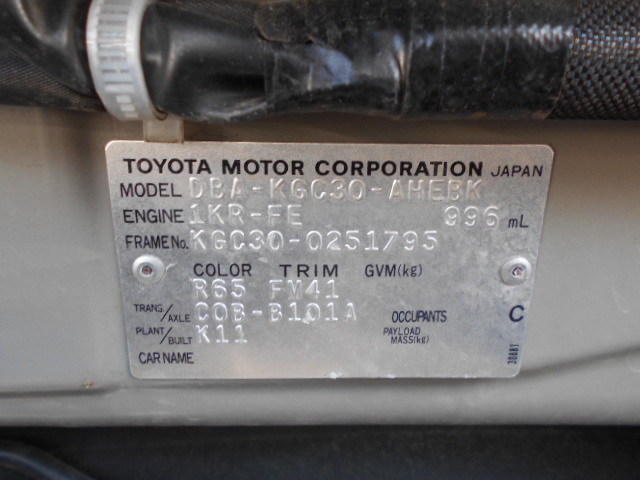 TOYOTA MOTOR CORPORATION JAPAN
MODEL DBA-KGC30-AHEBK
ENGINE 1KR-FE 996 mL
FRAME No. KGC30-0251795
COLOR TRIM GVM(kg)
R65 FM41
TRANS./AXLE C0B-B101A OCCUPANTS C
PLANT/BUILT K11 PAYLOAD MASS(kg)
CAR NAME